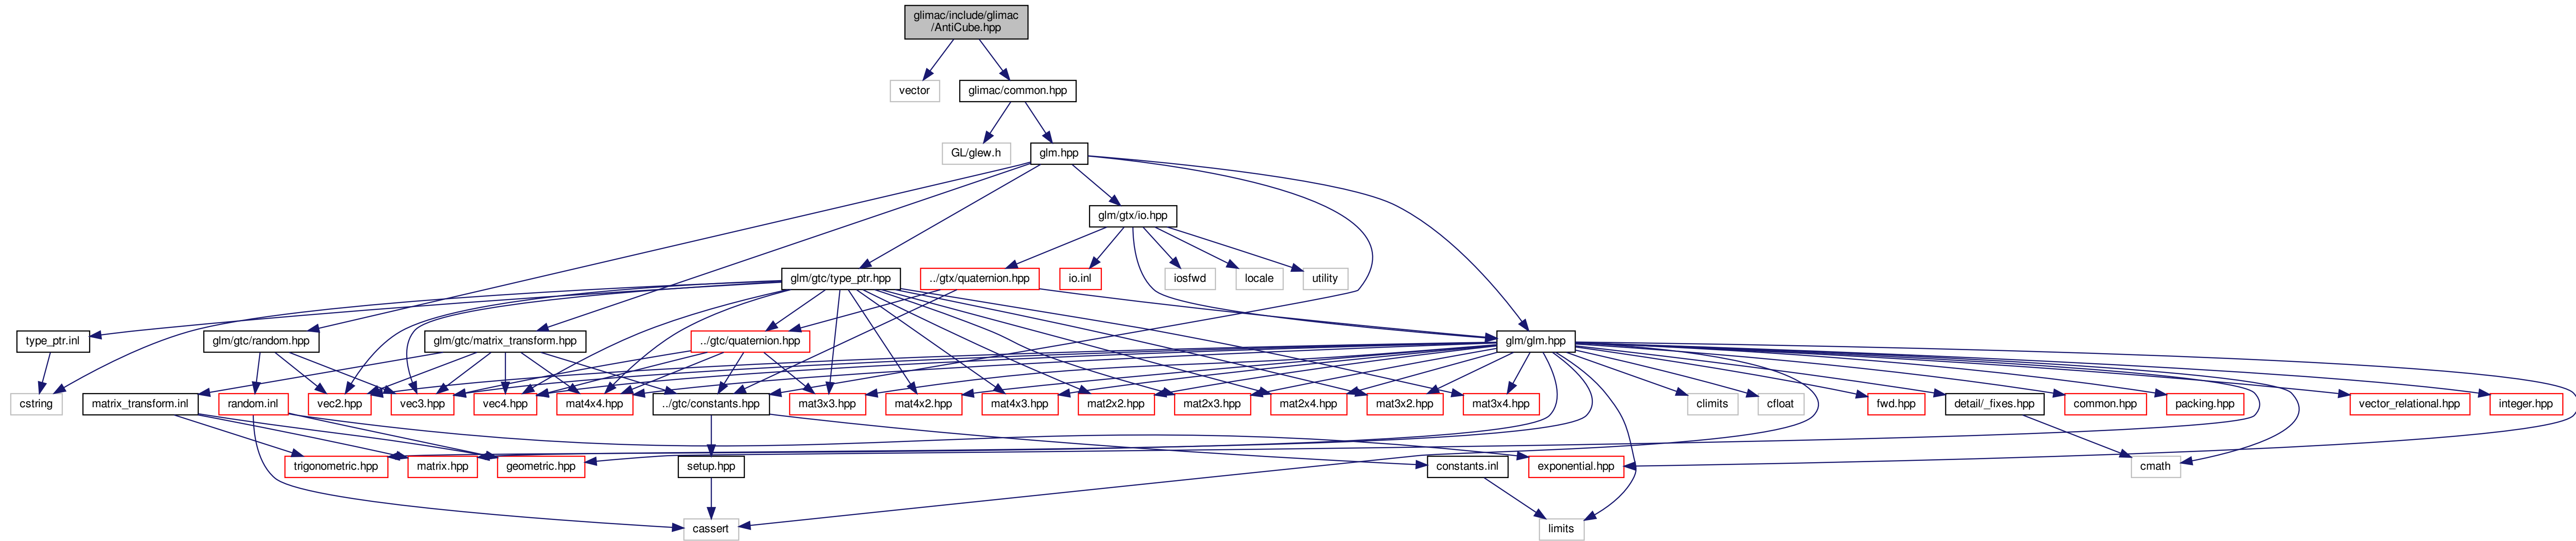 glimac/include/glimac
/AntiCube.hpp
vector
glimac/common.hpp
GL/glew.h
glm.hpp
glm/gtx/io.hpp
glm/gtc/type_ptr.hpp
../gtx/quaternion.hpp
io.inl
iosfwd
locale
utility
type_ptr.inl
glm/gtc/random.hpp
glm/gtc/matrix_transform.hpp
../gtc/quaternion.hpp
glm/glm.hpp
cstring
matrix_transform.inl
random.inl
vec2.hpp
vec3.hpp
vec4.hpp
mat4x4.hpp
../gtc/constants.hpp
mat3x3.hpp
mat4x2.hpp
mat4x3.hpp
mat2x2.hpp
mat2x3.hpp
mat2x4.hpp
mat3x2.hpp
mat3x4.hpp
climits
cfloat
fwd.hpp
detail/_fixes.hpp
common.hpp
packing.hpp
vector_relational.hpp
integer.hpp
trigonometric.hpp
matrix.hpp
geometric.hpp
setup.hpp
constants.inl
exponential.hpp
cmath
cassert
limits